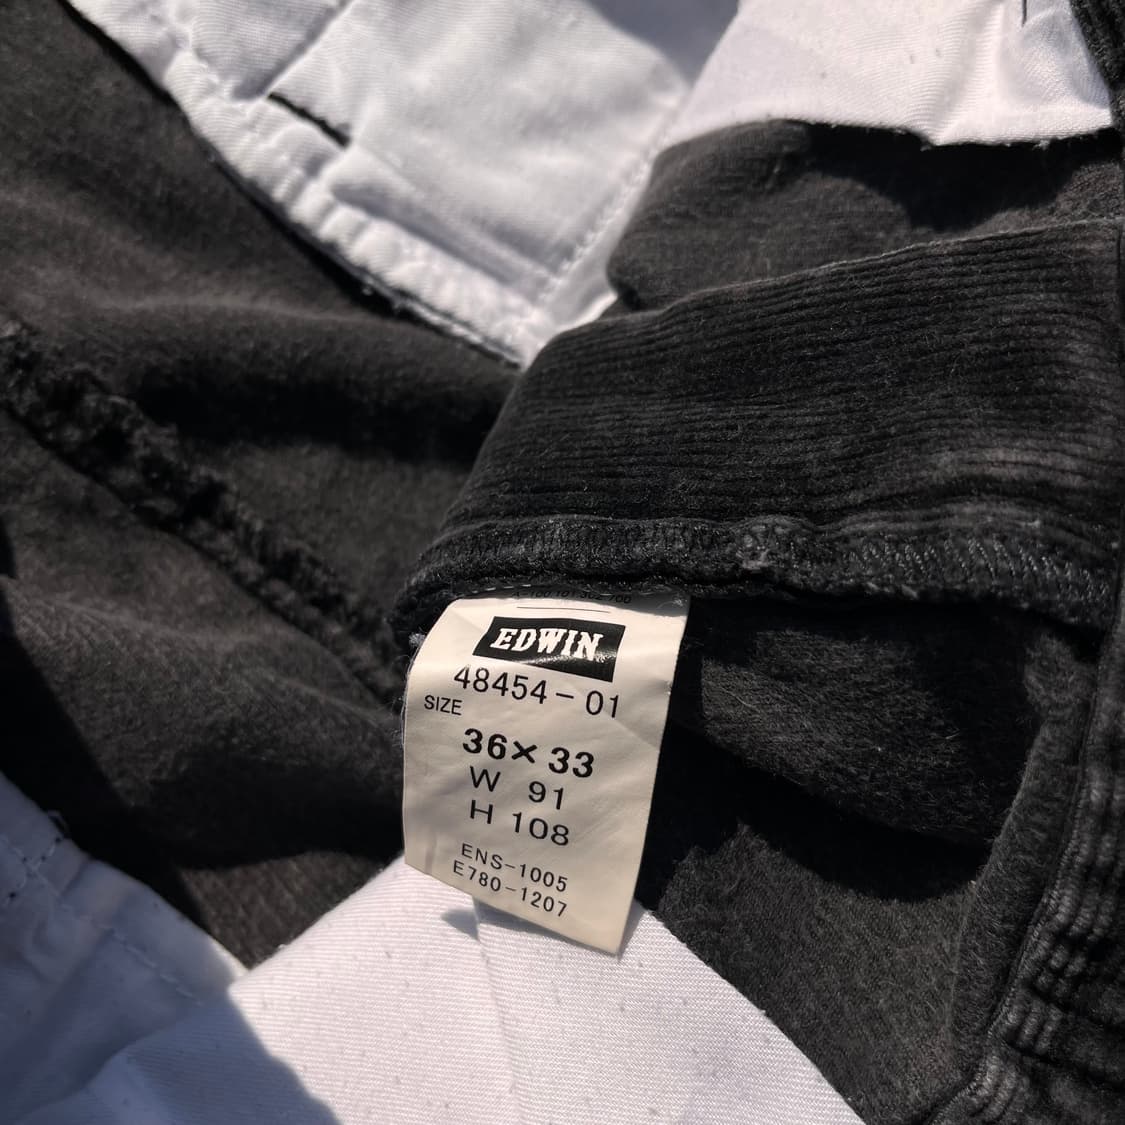 EDWIN
48454-01
SIZE
36×33
W 91
H 108
ENS-1005
E780-1207